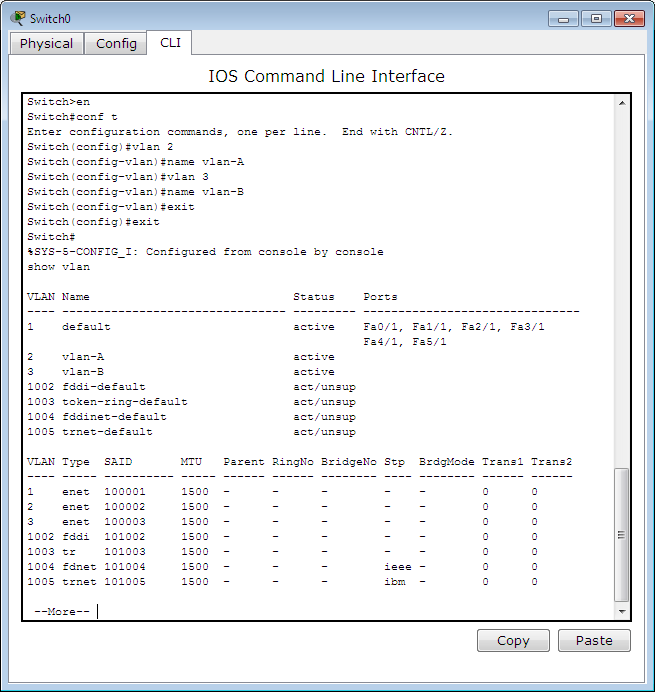 Switch0
Physical Config CLI
IOS Command Line Interface
Switch>en
Switch#conf t
Enter configuration commands, one per line.  End with CNTL/Z.
Switch(config)#vlan 2
Switch(config-vlan)#name vlan-A
Switch(config-vlan)#vlan 3
Switch(config-vlan)#name vlan-B
Switch(config-vlan)#exit
Switch(config)#exit
Switch#
%SYS-5-CONFIG_I: Configured from console by console
show vlan
VLAN Name                             Status    Ports
---- -------------------------------- --------- -------------------------------
1    default                          active    Fa0/1, Fa1/1, Fa2/1, Fa3/1
                                                Fa4/1, Fa5/1
2    vlan-A                           active
3    vlan-B                           active
1002 fddi-default                     act/unsup
1003 token-ring-default               act/unsup
1004 fddinet-default                  act/unsup
1005 trnet-default                    act/unsup
VLAN Type  SAID       MTU   Parent RingNo BridgeNo Stp  BrdgMode Trans1 Trans2
---- ----- ---------- ----- ------ ------ -------- ---- -------- ------ ------
1    enet  100001     1500  -      -      -        -    -        0      0
2    enet  100002     1500  -      -      -        -    -        0      0
3    enet  100003     1500  -      -      -        -    -        0      0
1002 fddi  101002     1500  -      -      -        -    -        0      0
1003 tr    101003     1500  -      -      -        -    -        0      0
1004 fdnet 101004     1500  -      -      -        ieee -        0      0
1005 trnet 101005     1500  -      -      -        ibm  -        0      0
 --More--
Copy Paste